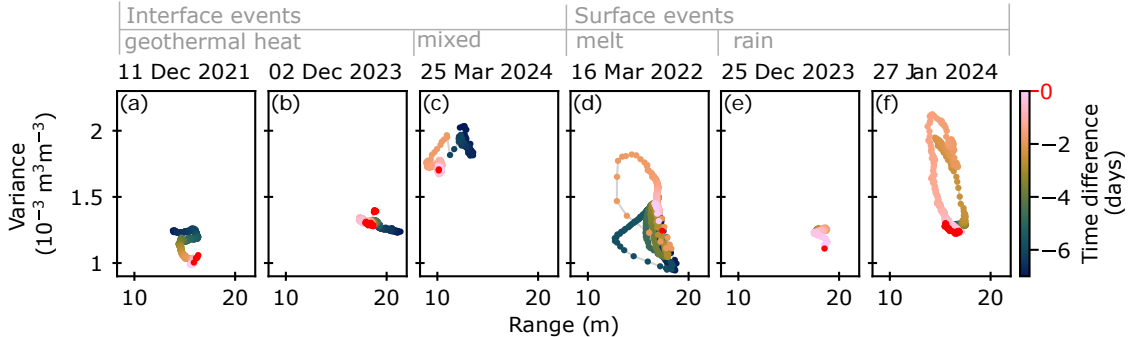 Interface events Surface events
geothermal heat mixed melt rain
11 Dec 2021 02 Dec 2023 25 Mar 2024 16 Mar 2022 25 Dec 2023 27 Jan 2024
(a) (b) (c) (d) (e) (f)
2
1.5
1
Variance
(10⁻³ m³m⁻³)
10 20 10 20 10 20 10 20 10 20 10 20
Range (m)
0
−2
−4
−6
Time difference
(days)